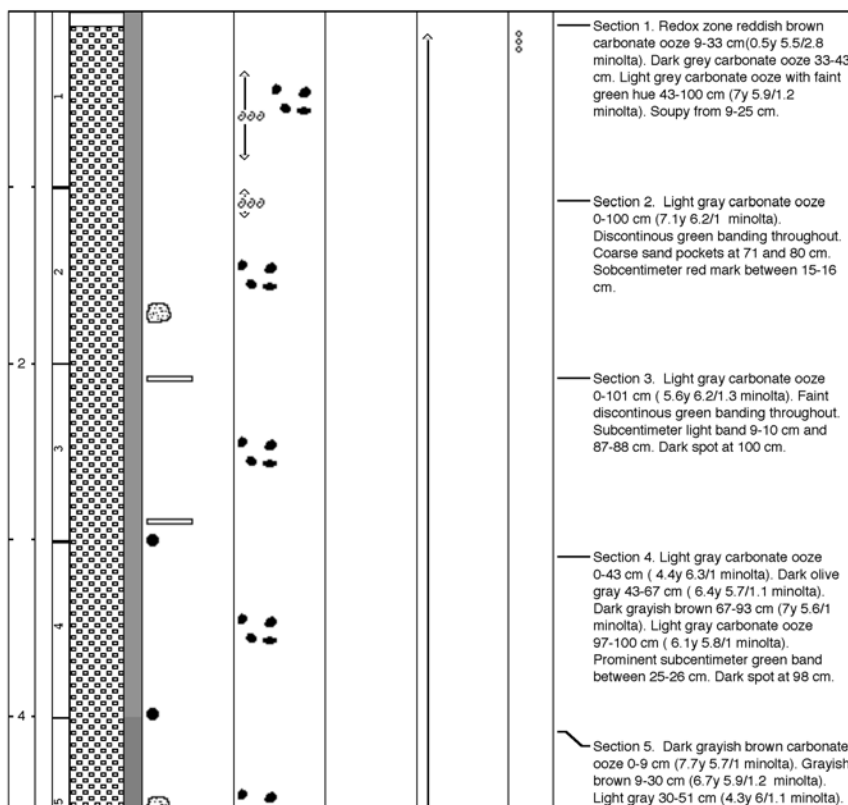 Section 1. Redox zone reddish brown
carbonate ooze 9-33 cm(0.5y 5.5/2.8
minolta). Dark grey carbonate ooze 33-43
cm. Light grey carbonate ooze with faint
green hue 43-100 cm (7y 5.9/1.2
minolta). Soupy from 9-25 cm.
1
Section 2. Light gray carbonate ooze
0-100 cm (7.1y 6.2/1 minolta).
Discontinous green banding throughout.
Coarse sand pockets at 71 and 80 cm.
Sobcentimeter red mark between 15-16
cm.
2
2
Section 3. Light gray carbonate ooze
0-101 cm ( 5.6y 6.2/1.3 minolta). Faint
discontinous green banding throughout.
Subcentimeter light band 9-10 cm and
87-88 cm. Dark spot at 100 cm.
3
Section 4. Light gray carbonate ooze
0-43 cm ( 4.4y 6.3/1 minolta). Dark olive
gray 43-67 cm ( 6.4y 5.7/1.1 minolta).
Dark grayish brown 67-93 cm (7y 5.6/1
minolta). Light gray carbonate ooze
97-100 cm ( 6.1y 5.8/1 minolta).
Prominent subcentimeter green band
between 25-26 cm. Dark spot at 98 cm.
4
4
Section 5. Dark grayish brown carbonate
ooze 0-9 cm (7.7y 5.7/1 minolta). Grayish
brown 9-30 cm (6.7y 5.9/1.2 minolta).
Light gray 30-51 cm (4.3y 6/1.1 minolta).
5